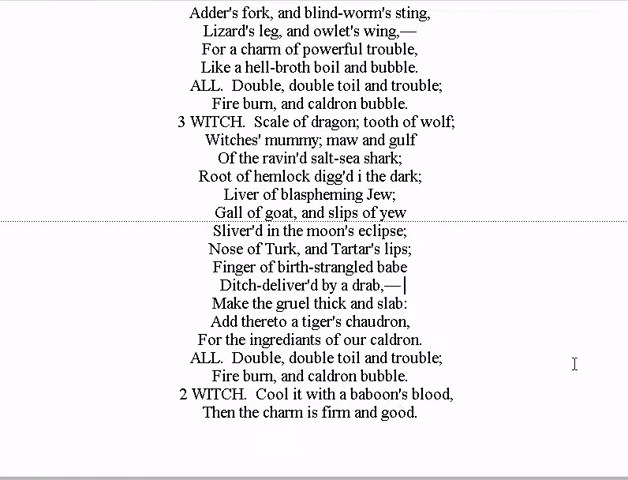 Adder's fork, and blind-worm's sting,
Lizard's leg, and owlet's wing,—
For a charm of powerful trouble,
Like a hell-broth boil and bubble.
ALL. Double, double toil and trouble;
Fire burn, and caldron bubble.
3 WITCH. Scale of dragon; tooth of wolf;
Witches' mummy; maw and gulf
Of the ravin'd salt-sea shark;
Root of hemlock digg'd i the dark;
Liver of blaspheming Jew;
Gall of goat, and slips of yew
Sliver'd in the moon's eclipse;
Nose of Turk, and Tartar's lips;
Finger of birth-strangled babe
Ditch-deliver'd by a drab,—
Make the gruel thick and slab:
Add thereto a tiger's chaudron,
For the ingrediants of our caldron.
ALL. Double, double toil and trouble;
Fire burn, and caldron bubble.
2 WITCH. Cool it with a baboon's blood,
Then the charm is firm and good.